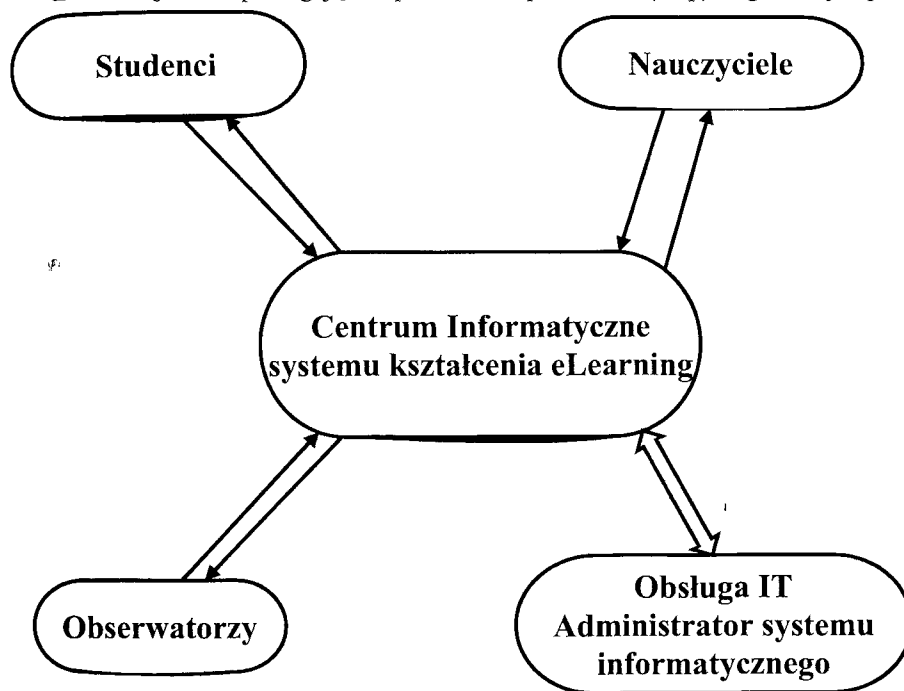 Studenci
Nauczyciele
Centrum Informatyczne
systemu kształcenia eLearning
Obserwatorzy
Obsługa IT
Administrator systemu
informatycznego